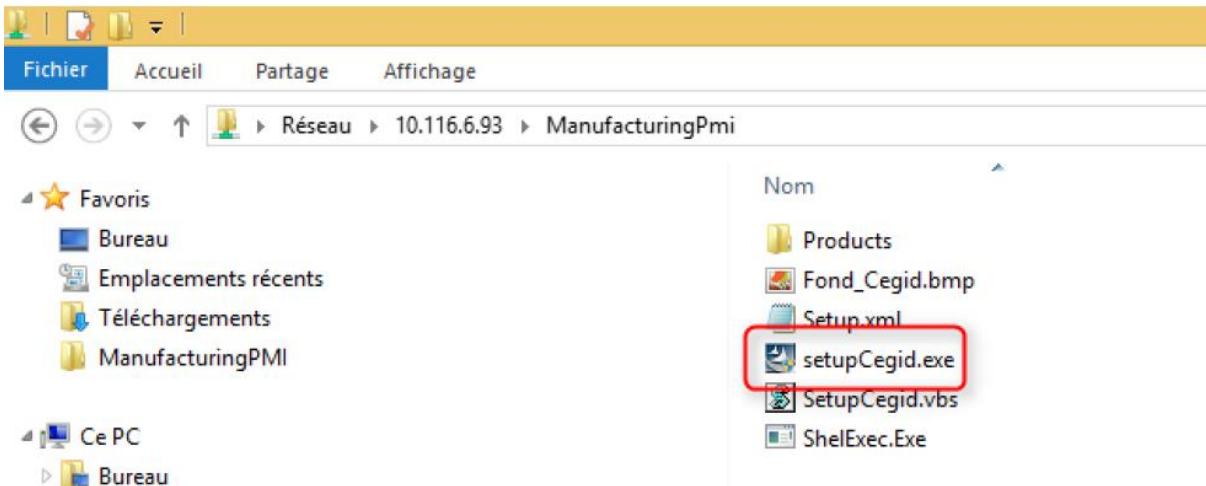 Fichier Accueil Partage Affichage
Réseau 10.116.6.93 ManufacturingPmi
Favoris
Bureau
Emplacements récents
Téléchargements
ManufacturingPMI
Ce PC
Bureau
Nom
Products
Fond_Cegid.bmp
Setup.xml
setupCegid.exe
SetupCegid.vbs
ShelExec.Exe